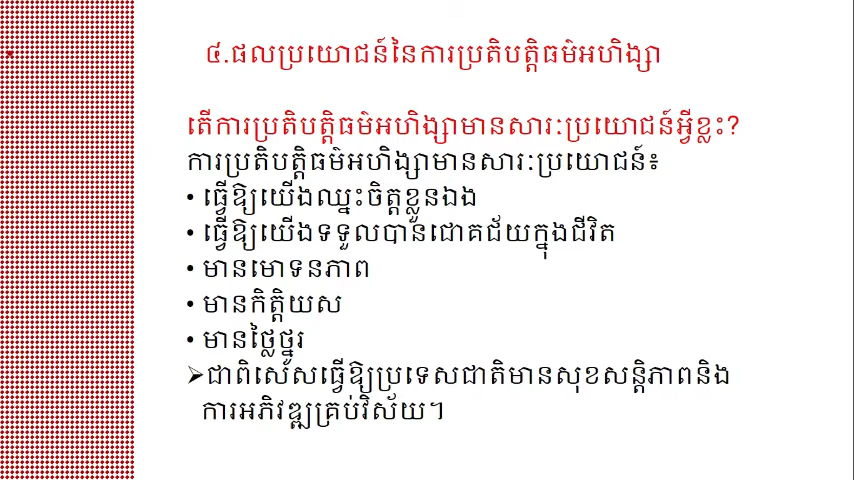 ៤.ផលប្រយោជន៍នៃការប្រតិបត្តិធម៌អហិង្សា
តើការប្រតិបត្តិធម៌អហិង្សាមានសារៈប្រយោជន៍អ្វីខ្លះ?
ការប្រតិបត្តិធម៌អហិង្សាមានសារៈប្រយោជន៍៖
• ធ្វើឱ្យយើងឈ្នះចិត្តខ្លួនឯង
• ធ្វើឱ្យយើងទទួលបានជោគជ័យក្នុងជីវិត
• មានមោទនភាព
• មានកិត្តិយស
• មានថ្លៃថ្នូរ
➢ជាពិសេសធ្វើឱ្យប្រទេសជាតិមានសុខសន្តិភាពនិង
ការអភិវឌ្ឍគ្រប់វិស័យ។